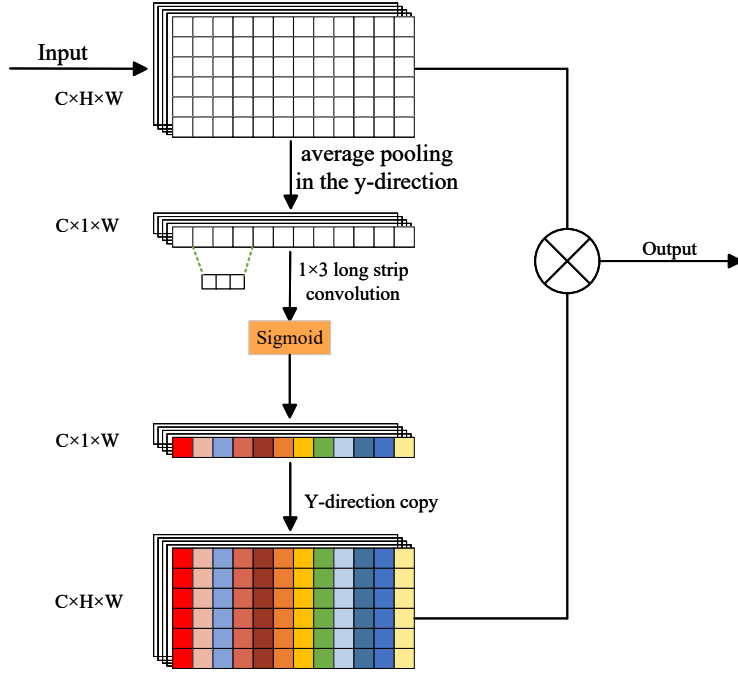 Input
C×H×W
average pooling
in the y-direction
C×1×W
1×3 long strip
convolution
Output
Sigmoid
C×1×W
Y-direction copy
C×H×W